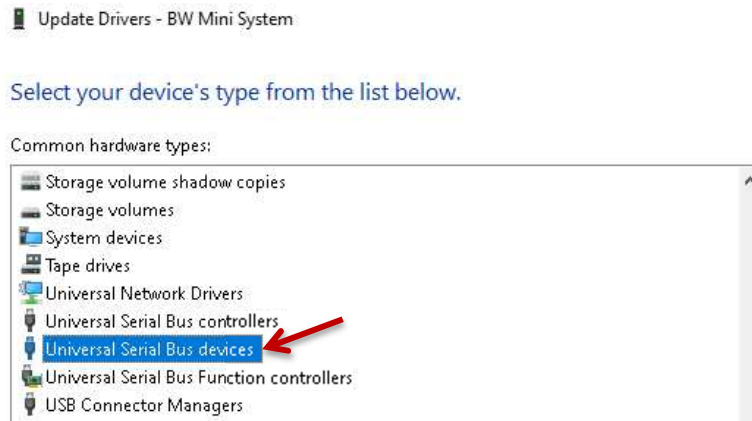 Update Drivers - BW Mini System
Select your device's type from the list below.
Common hardware types:
Storage volume shadow copies
Storage volumes
System devices
Tape drives
Universal Network Drivers
Universal Serial Bus controllers
Universal Serial Bus devices
Universal Serial Bus Function controllers
USB Connector Managers